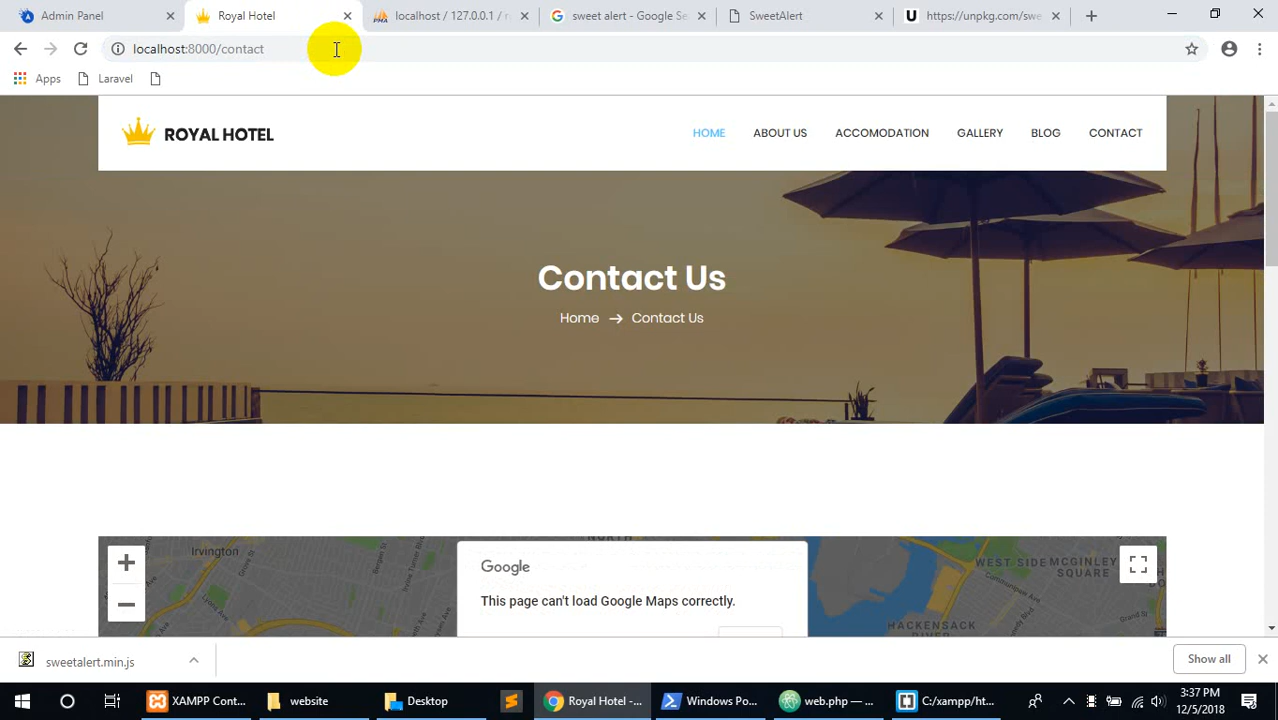 Admin Panel
Royal Hotel
localhost / 127.0.0.1 /
sweet alert - Google Se
SweetAlert
https://unpkg.com/swe
localhost:8000/contact
Apps
Laravel
ROYAL HOTEL
HOME
ABOUT US
ACCOMODATION
GALLERY
BLOG
CONTACT
Contact Us
Home → Contact Us
Irvington
WEST SIDE
MCGINLEY SQUARE
HACKENSACK
RIVER
Google
This page can't load Google Maps correctly.
sweetalert.min.js
Show all
XAMPP Cont...
website
Desktop
Royal Hotel -...
Windows Po...
web.php — ...
C:/xampp/ht...
3:37 PM
12/5/2018